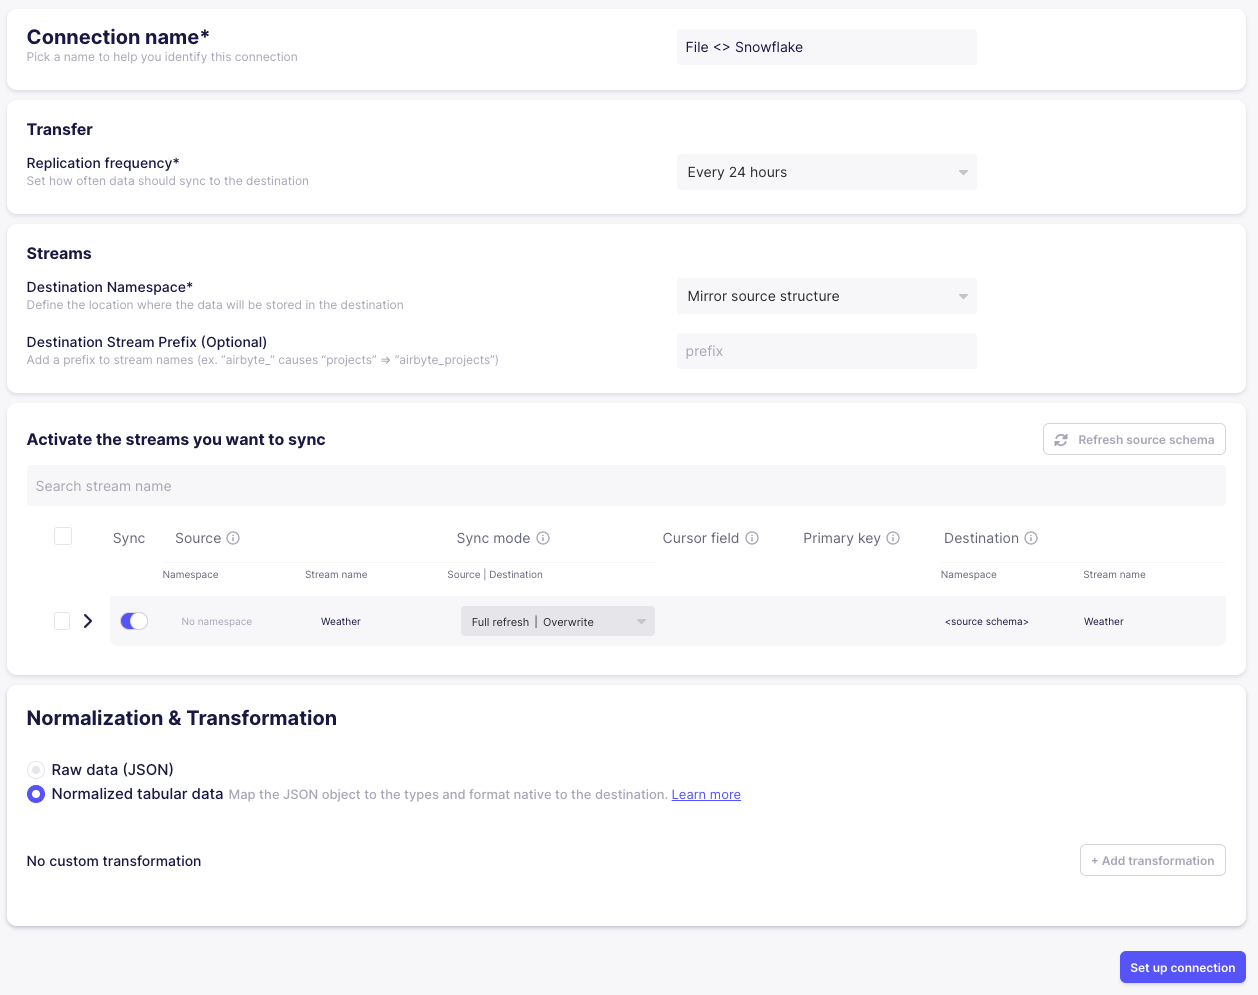 Connection name*
Pick a name to help you identify this connection
File <> Snowflake
Transfer
Replication frequency*
Set how often data should sync to the destination
Every 24 hours
Streams
Destination Namespace*
Define the location where the data will be stored in the destination
Mirror source structure
Destination Stream Prefix (Optional)
Add a prefix to stream names (ex. “airbyte_” causes “projects” => “airbyte_projects”)
prefix
Activate the streams you want to sync
Refresh source schema
Search stream name
Sync Source Sync mode Cursor field Primary key Destination
Namespace Stream name Source | Destination Namespace Stream name
No namespace Weather Full refresh | Overwrite <source schema> Weather
Normalization & Transformation
Raw data (JSON)
Normalized tabular data Map the JSON object to the types and format native to the destination. Learn more
No custom transformation
+ Add transformation
Set up connection